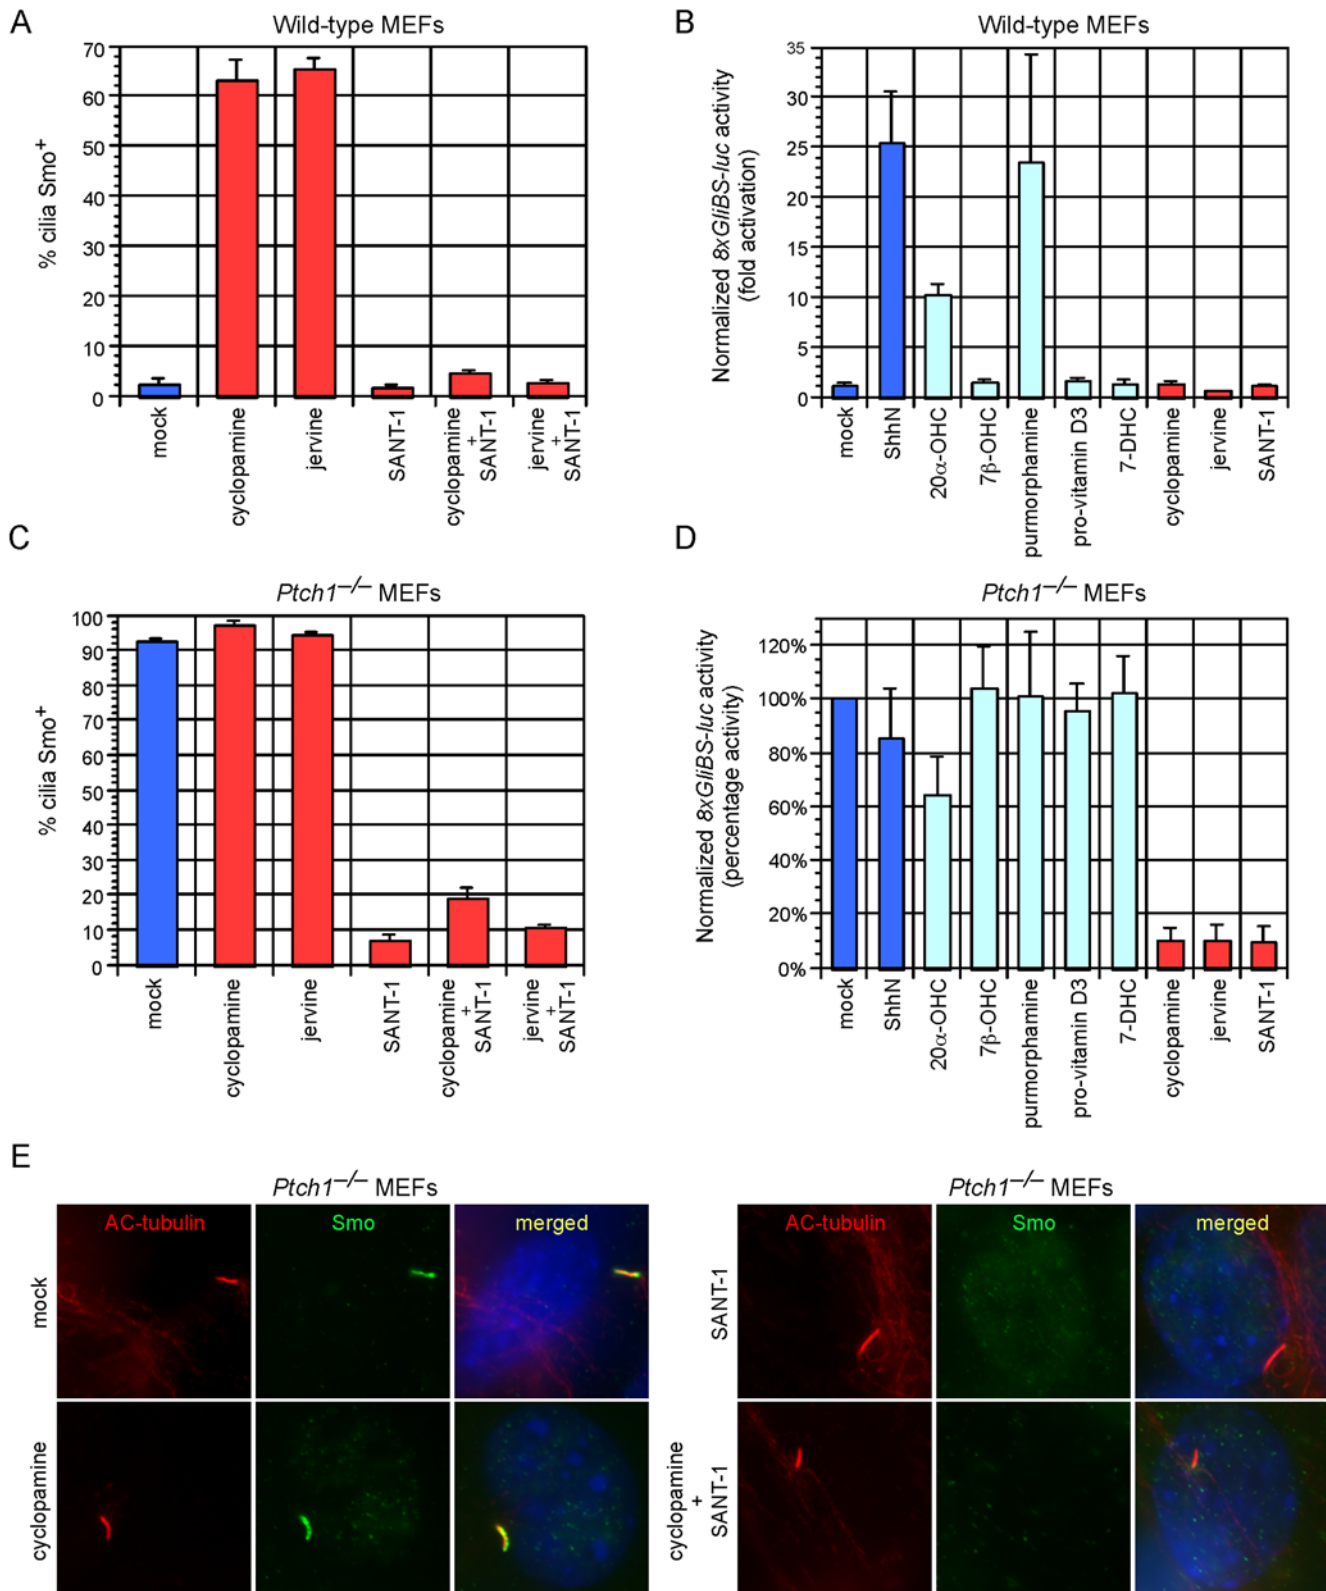 A
Wild-type MEFs
% cilia Smo+
70
60
50
40
30
20
10
0
mock
cyclopamine
jervine
SANT-1
cyclopamine
+
SANT-1
jervine
+
SANT-1
B
Wild-type MEFs
Normalized 8xGliBS-luc activity
(fold activation)
35
30
25
20
15
10
5
0
mock
ShhN
20α-OHC
7β-OHC
purmorphamine
pro-vitamin D3
7-DHC
cyclopamine
jervine
SANT-1
C
Ptch1−/− MEFs
% cilia Smo+
100
90
80
70
60
50
40
30
20
10
0
mock
cyclopamine
jervine
SANT-1
cyclopamine
+
SANT-1
jervine
+
SANT-1
D
Ptch1−/− MEFs
Normalized 8xGliBS-luc activity
(percentage activity)
120%
100%
80%
60%
40%
20%
0%
mock
ShhN
20α-OHC
7β-OHC
purmorphamine
pro-vitamin D3
7-DHC
cyclopamine
jervine
SANT-1
E
Ptch1−/− MEFs
AC-tubulin Smo merged
mock
cyclopamine
Ptch1−/− MEFs
AC-tubulin Smo merged
SANT-1
cyclopamine
+
SANT-1